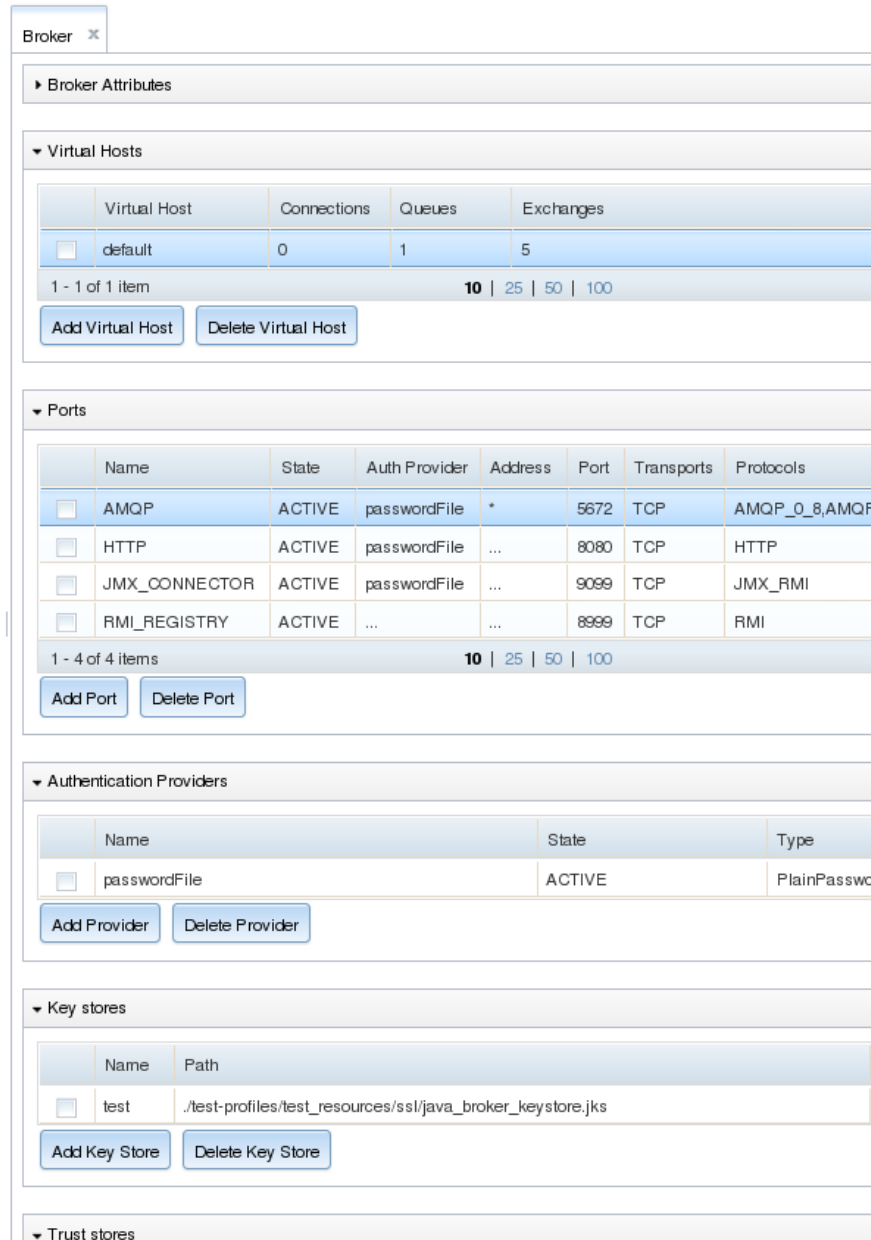 Broker x
Broker Attributes
Virtual Hosts
Virtual Host Connections Queues Exchanges
default 0 1 5
1 - 1 of 1 item 10 | 25 | 50 | 100
Add Virtual Host Delete Virtual Host
Ports
Name State Auth Provider Address Port Transports Protocols
AMQP ACTIVE passwordFile * 5672 TCP AMQP_0_8,AMQP
HTTP ACTIVE passwordFile ... 8080 TCP HTTP
JMX_CONNECTOR ACTIVE passwordFile ... 9099 TCP JMX_RMI
RMI_REGISTRY ACTIVE ... ... 8999 TCP RMI
1 - 4 of 4 items 10 | 25 | 50 | 100
Add Port Delete Port
Authentication Providers
Name State Type
passwordFile ACTIVE PlainPasswo
Add Provider Delete Provider
Key stores
Name Path
test ./test-profiles/test_resources/ssl/java_broker_keystore.jks
Add Key Store Delete Key Store
Trust stores